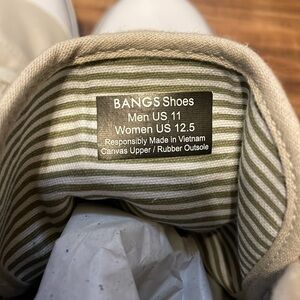 BANGS Shoes
Men US 11
Women US 12.5
Responsibly Made in Vietnam
Canvas Upper / Rubber Outsole